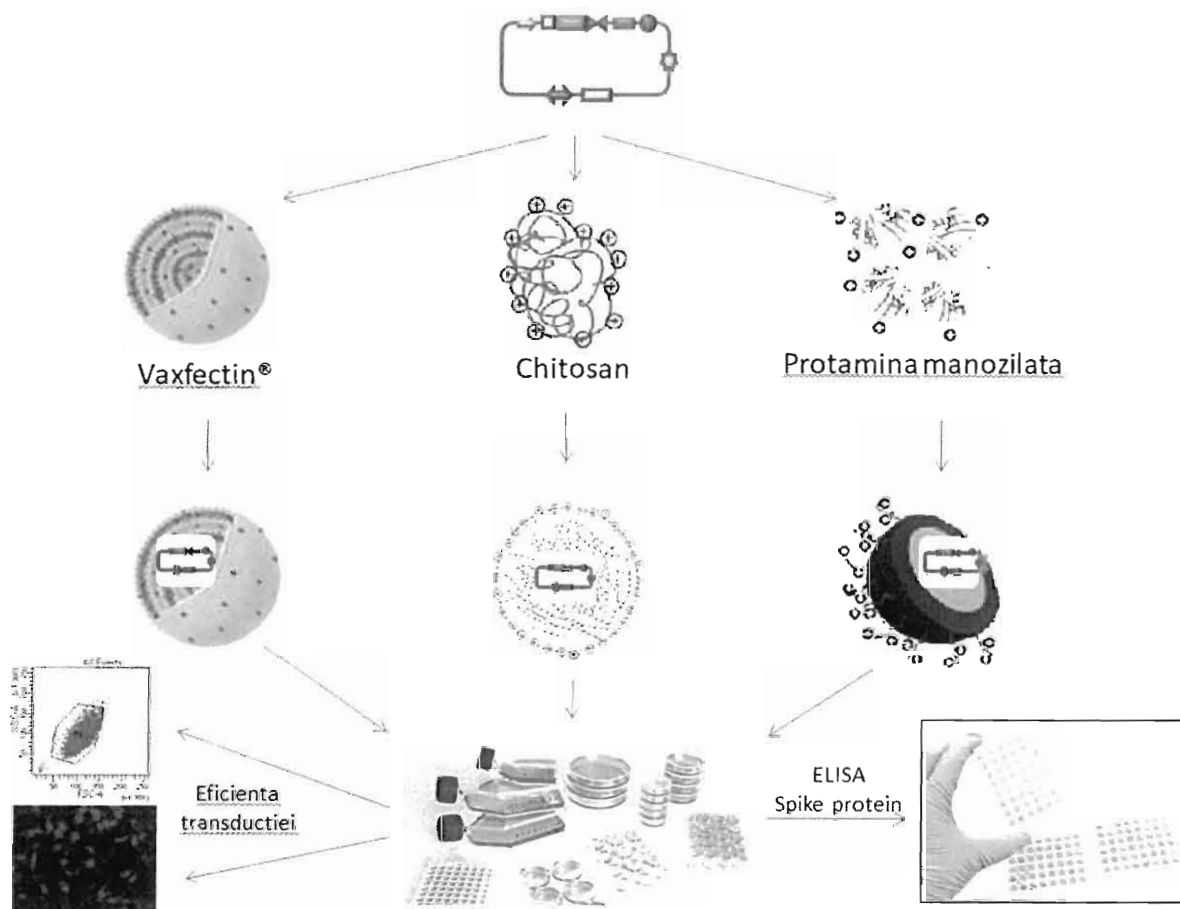 Vaxfectin®
Chitosan
Protamina manozilata
Eficienta
transductiei
ELISA
Spike protein